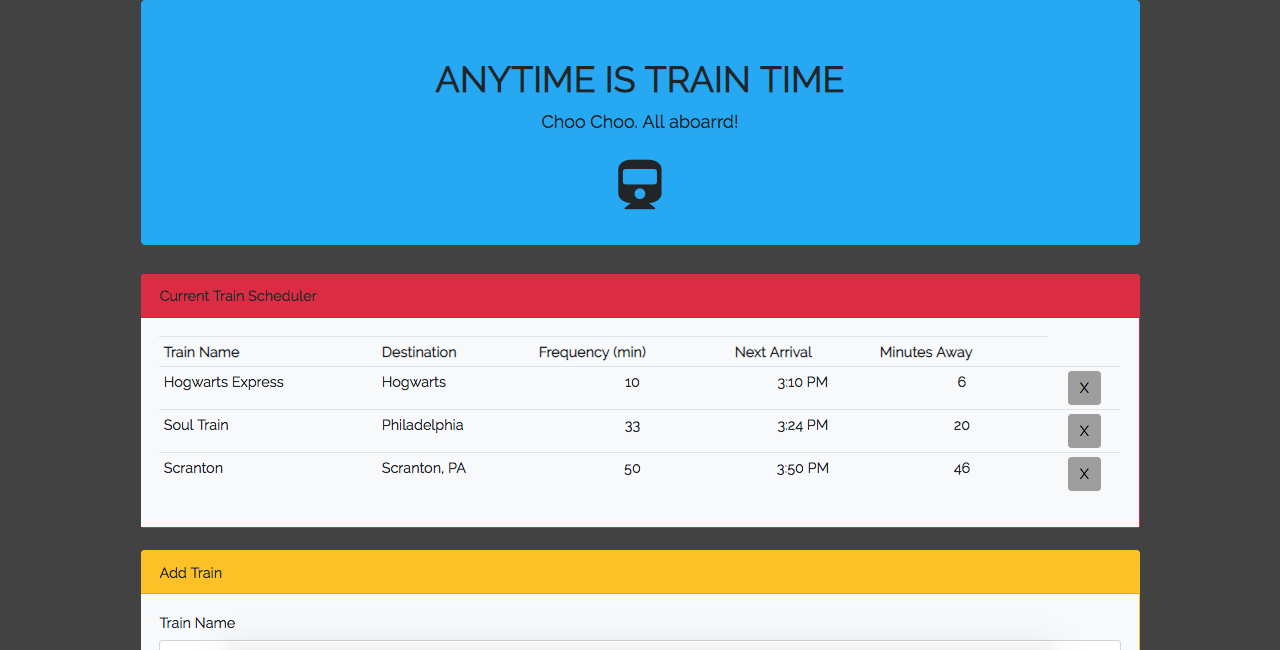 ANYTIME IS TRAIN TIME
Choo Choo. All aboarrd!
Current Train Scheduler
Train Name Destination Frequency (min) Next Arrival Minutes Away
Hogwarts Express Hogwarts 10 3:10 PM 6 X
Soul Train Philadelphia 33 3:24 PM 20 X
Scranton Scranton, PA 50 3:50 PM 46 X
Add Train
Train Name